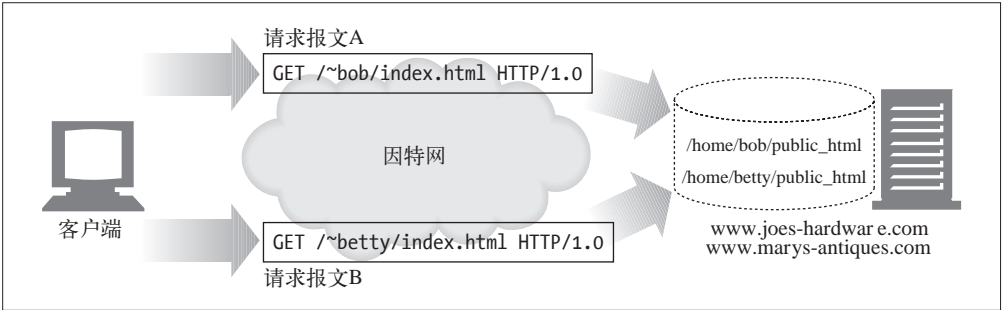 请求报文A
GET /~bob/index.html HTTP/1.0
因特网
客户端
/home/bob/public_html
/home/betty/public_html
www.joes-hardwar e.com
www.marys-antiques.com
GET /~betty/index.html HTTP/1.0
请求报文B